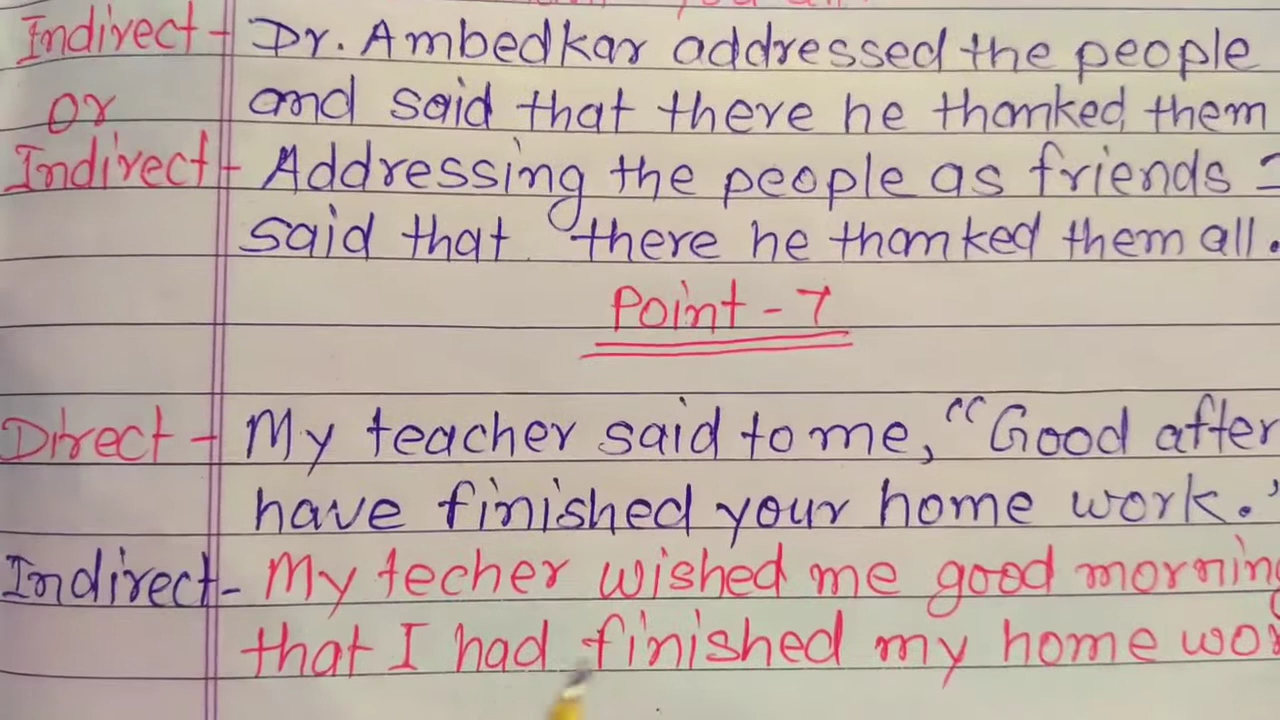 Indirect - Dr. Ambedkar addressed the people
or and said that there he thanked them
Indirect - Addressing the people as friends
said that there he thanked them all.
Point - 7
Direct - My teacher said to me, "Good after
have finished your home work."
Indirect - My techer wished me good morning
that I had finished my home wor